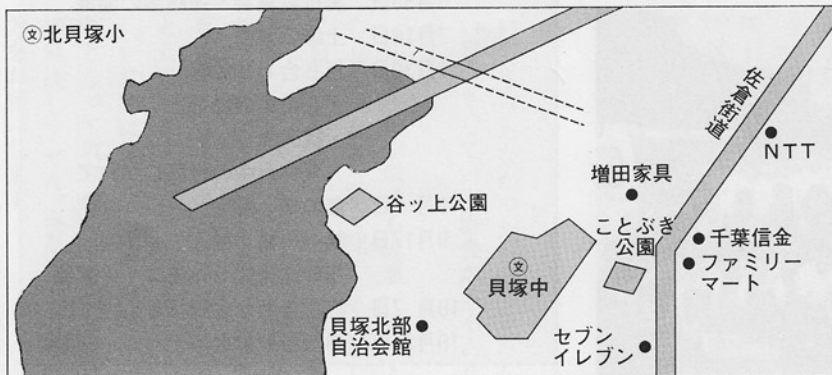 ㊫北貝塚小
佐倉街道
NTT
増田家具
谷ッ上公園
ことぶき
公園
千葉信金
ファミリー
マート
文
貝塚中
貝塚北部
自治会館
セブン
イレブン